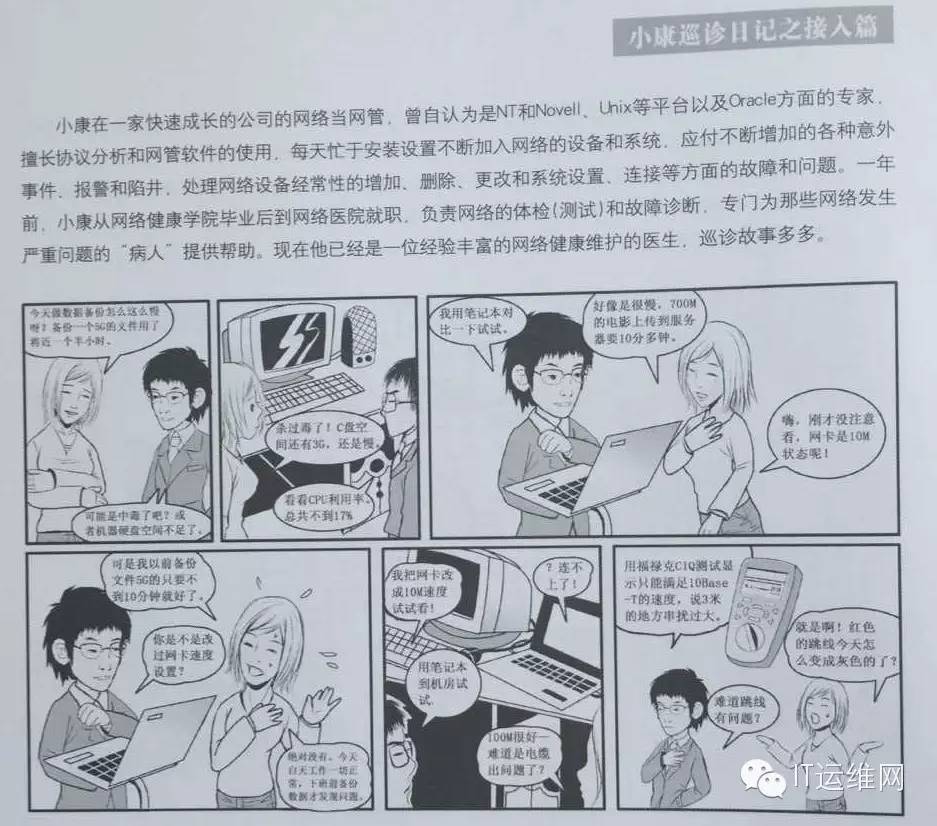 小康巡诊日记之接入篇
小康在一家快速成长的公司的网络当网管，曾自认为是NT和Novell、Unix等平台以及Oracle方面的专家，
擅长协议分析和网管软件的使用，每天忙于安装设置不断加入网络的设备和系统，应付不断增加的各种意外
事件、报警和陷井，处理网络设备经常性的增加、删除、更改和系统设置、连接等方面的故障和问题。一年
前，小康从网络健康学院毕业后到网络医院就职，负责网络的体检(测试)和故障诊断，专门为那些网络发生
严重问题的“病人”提供帮助。现在他已经是一位经验丰富的网络健康维护的医生，巡诊故事多多。
今天做数据备份怎么这么慢
呀？备份一个5G的文件用了
将近一个半小时。
可能是中毒了吧？或
者机器硬盘空间不足了。
杀过毒了！C盘空
间还有3G，还是慢。
看看CPU利用率
总共不到17%
我用笔记本对
比一下试试。
好像是很慢，700M
的电影上传到服务
器要10分多钟。
嗨，刚才没注意
看，网卡是10M
状态呢！
可是我以前备份
文件5G的只要不
到10分钟就好了。
你是不是改
过网卡速度
设置？
绝对没有。今天
白天工作一切正
常，下班前备份
数据才发现问题。
我把网卡改
成10M速度
试试看！
？连不
上了！
用笔记本
到机房试
试.
100M很好—
难道是电缆
出问题了？
用福禄克CIQ测试显
示只能满足10Base
-T的速度，说3米
的地方串扰过大。
就是啊！红色
的跳线今天怎
么变成灰色的了？
难道跳线
有问题？
IT运维网